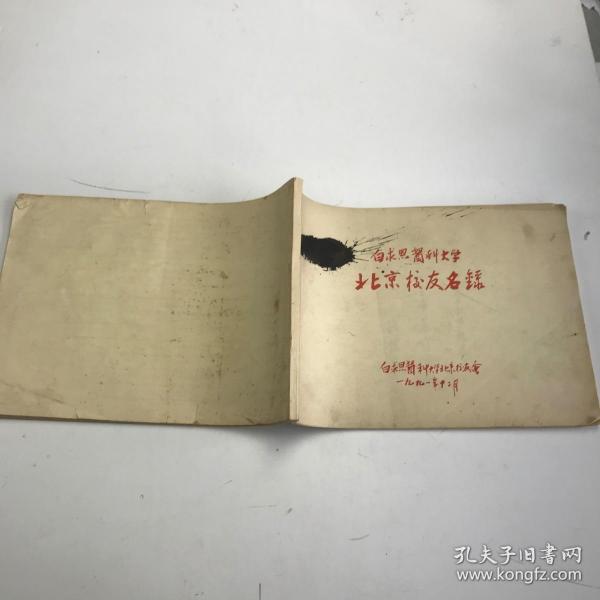 白求恩醫科大学
北京校友名錄
白求恩醫科大学北京校友會
一九九一年十二月
孔夫子旧書网
www.kongfz.com